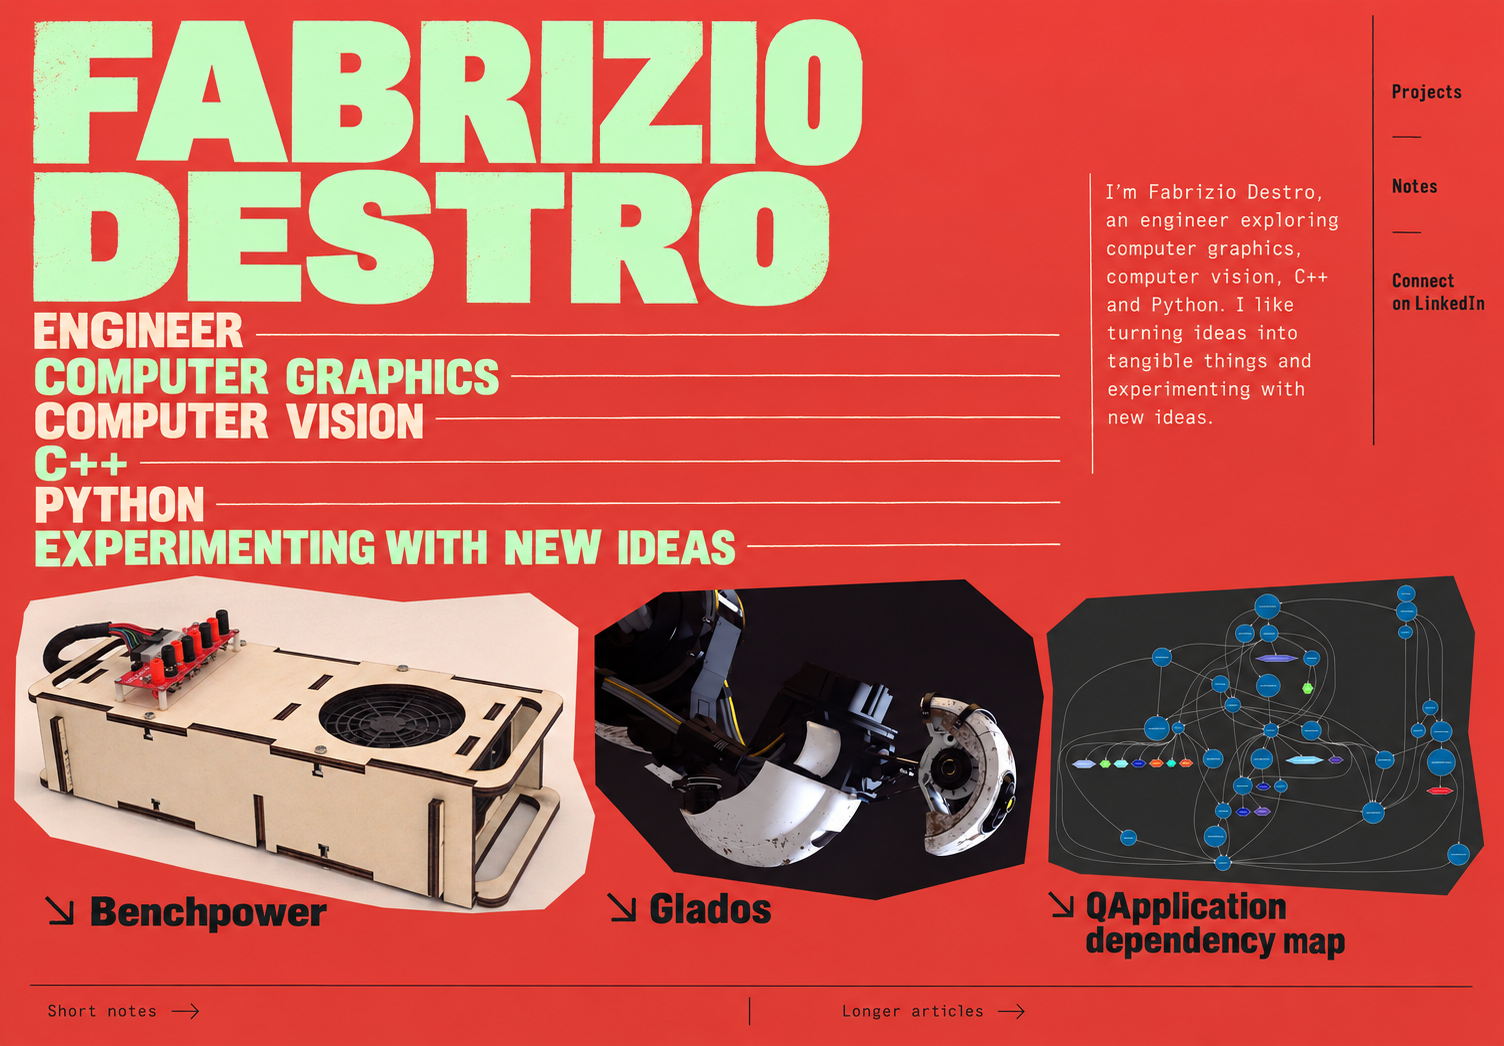 FABRIZIO
DESTRO
ENGINEER
COMPUTER GRAPHICS
COMPUTER VISION
C++
PYTHON
EXPERIMENTING WITH NEW IDEAS
I'm Fabrizio Destro,
an engineer exploring
computer graphics,
computer vision, C++
and Python. I like
turning ideas into
tangible things and
experimenting with
new ideas.
Projects
Notes
Connect
on LinkedIn
Benchpower
Glados
QApplication
dependency map
Short notes
Longer articles